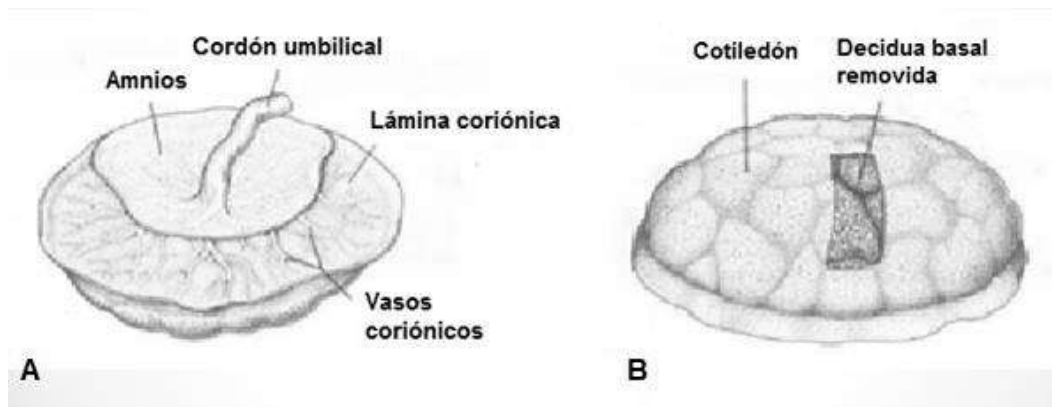 Cordón umbilical
Amnios
Lámina coriónica
Vasos
coriónicos
A
Cotiledón
Decidua basal
removida
B